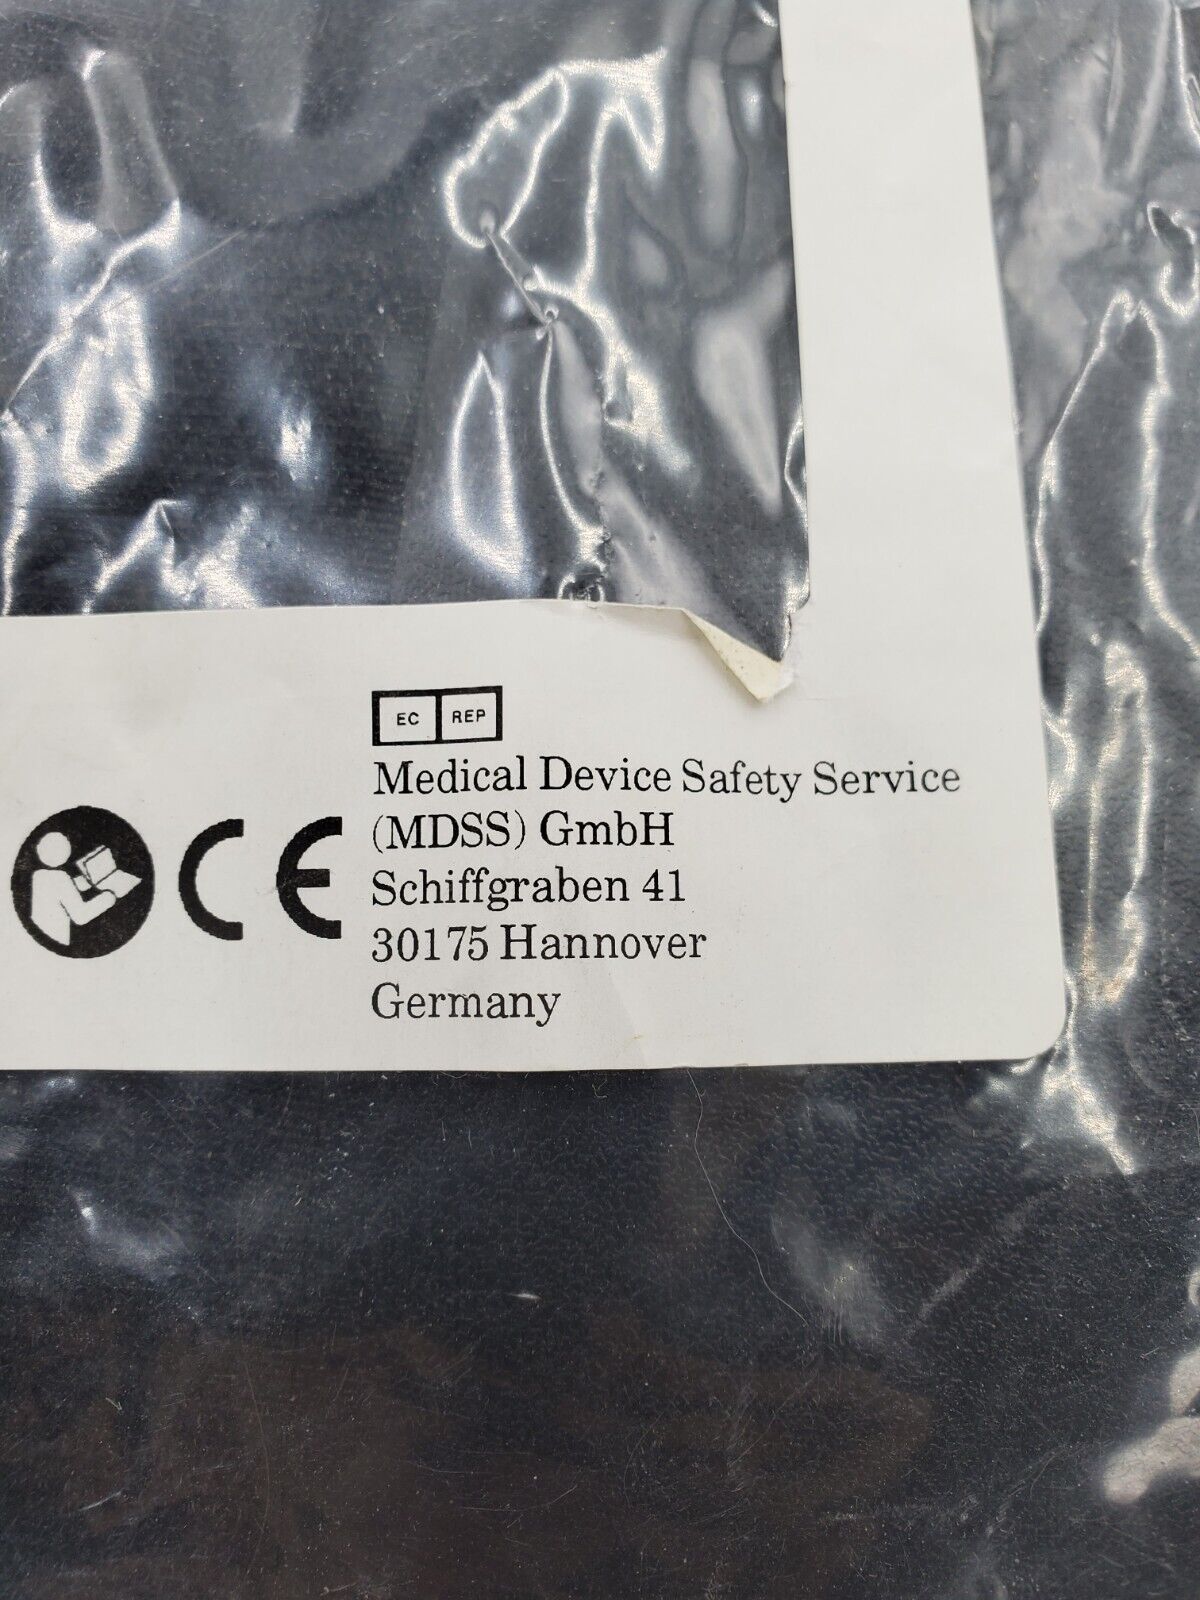 EC REP
Medical Device Safety Service
(MDSS) GmbH
Schiffgraben 41
30175 Hannover
Germany
CE